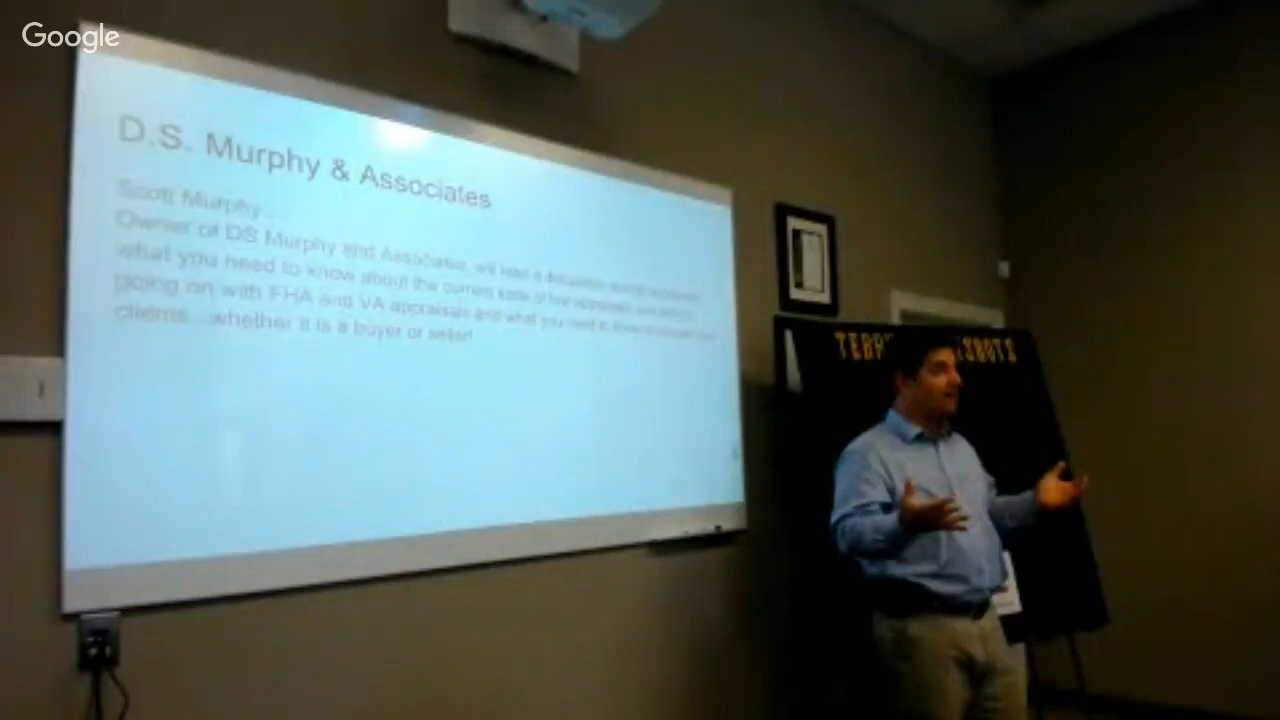 Google
D.S. Murphy & Associates
Scott Murphy
Owner of DS Murphy and Associates, will lead a discussion
what you need to know about the current state of
going on with FHA and VA appraisals and what you need to
clients...whether it is a buyer or seller!